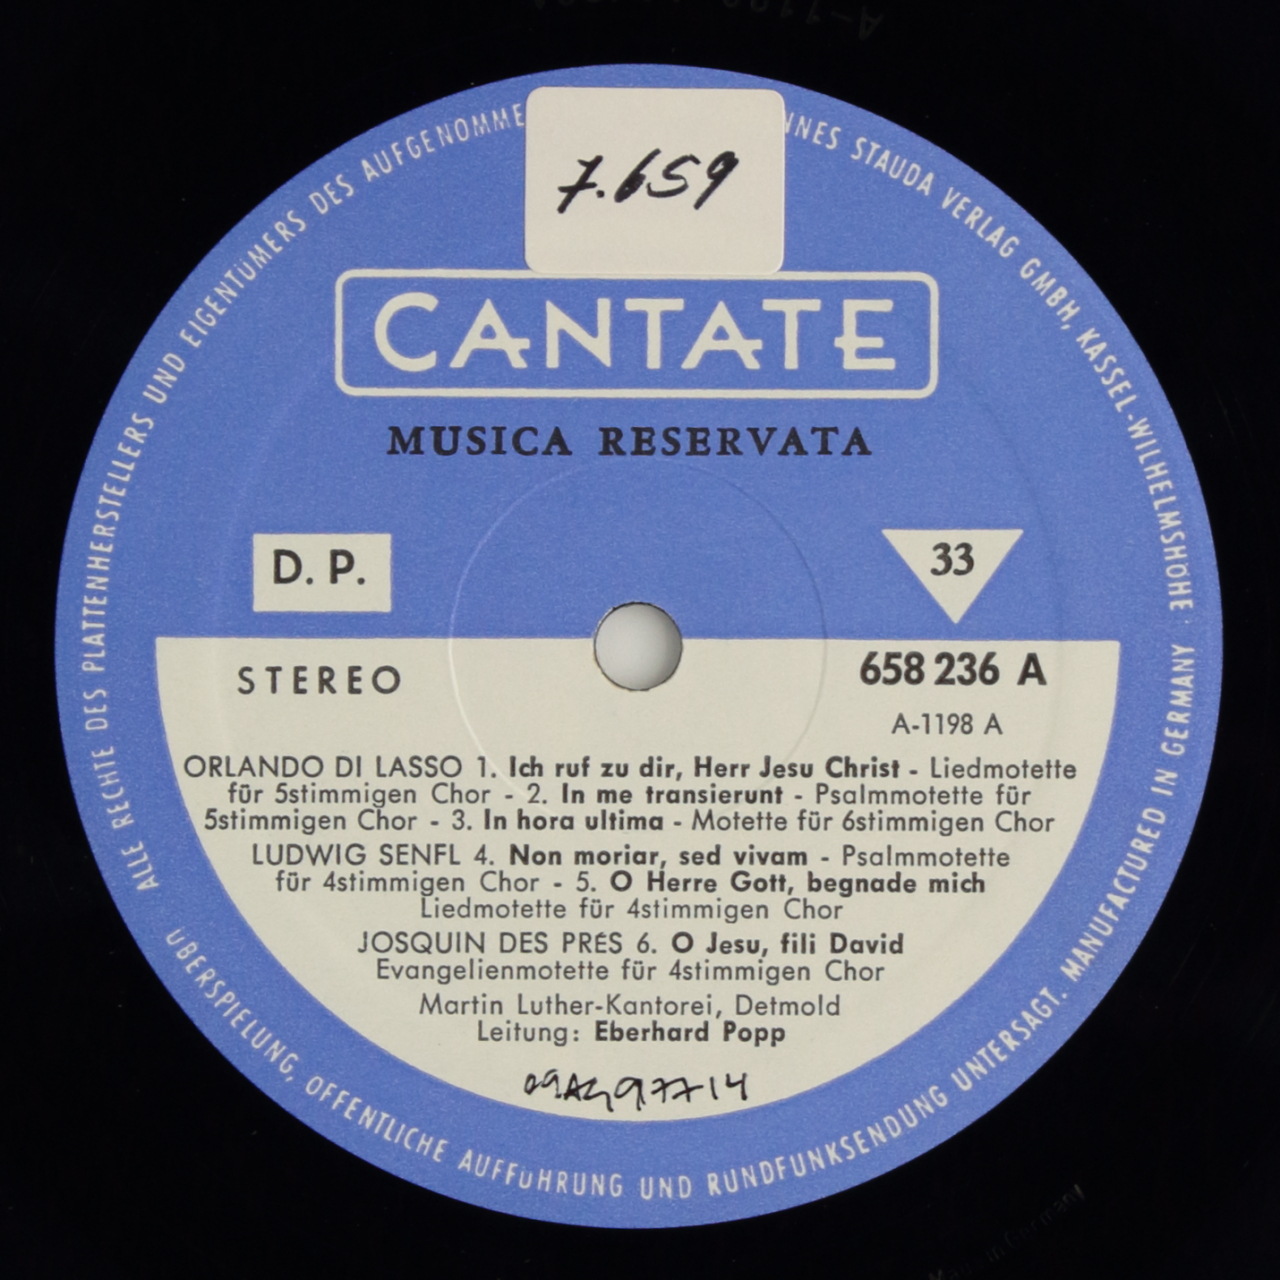 ALLE RECHTE DES PLATTENHERSTELLERS UND EIGENTÜMERS DES AUFGENOMME
NNES STAUDA VERLAG GMBH, KASSEL-WILHELMSHÖHE · MANUFACTURED IN GERMANY
7.659
CANTATE
MUSICA RESERVATA
D. P.
33
STEREO
658 236 A
A-1198 A
ORLANDO DI LASSO 1. Ich ruf zu dir, Herr Jesu Christ - Liedmotette
für 5stimmigen Chor - 2. In me transierunt - Psalmmotette für
5stimmigen Chor - 3. In hora ultima - Motette für 6stimmigen Chor
LUDWIG SENFL 4. Non moriar, sed vivam - Psalmmotette
für 4stimmigen Chor - 5. O Herre Gott, begnade mich
Liedmotette für 4stimmigen Chor
JOSQUIN DES PRÉS 6. O Jesu, fili David
Evangelienmotette für 4stimmigen Chor
Martin Luther-Kantorei, Detmold
Leitung: Eberhard Popp
ÜBERSPIELUNG, ÖFFENTLICHE AUFFÜHRUNG UND RUNDFUNKSENDUNG UNTERSAGT.
Made in Germany